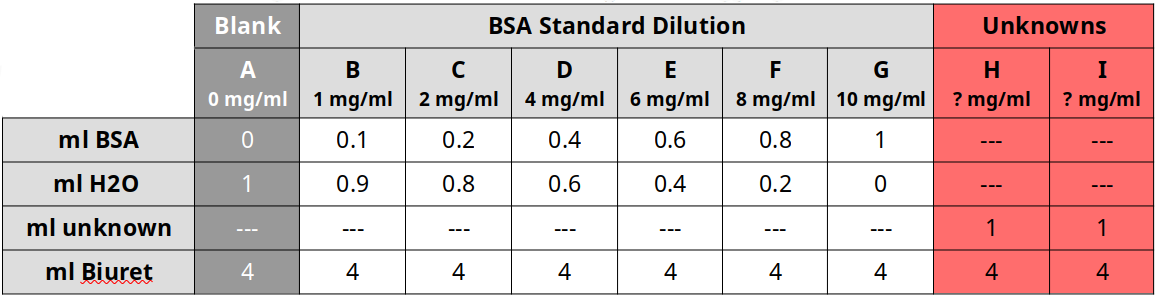 Blank BSA Standard Dilution Unknowns
A B C D E F G H I
0 mg/ml 1 mg/ml 2 mg/ml 4 mg/ml 6 mg/ml 8 mg/ml 10 mg/ml ? mg/ml ? mg/ml
ml BSA 0 0.1 0.2 0.4 0.6 0.8 1 --- ---
ml H2O 1 0.9 0.8 0.6 0.4 0.2 0 --- ---
ml unknown --- --- --- --- --- --- --- 1 1
ml Biuret 4 4 4 4 4 4 4 4 4